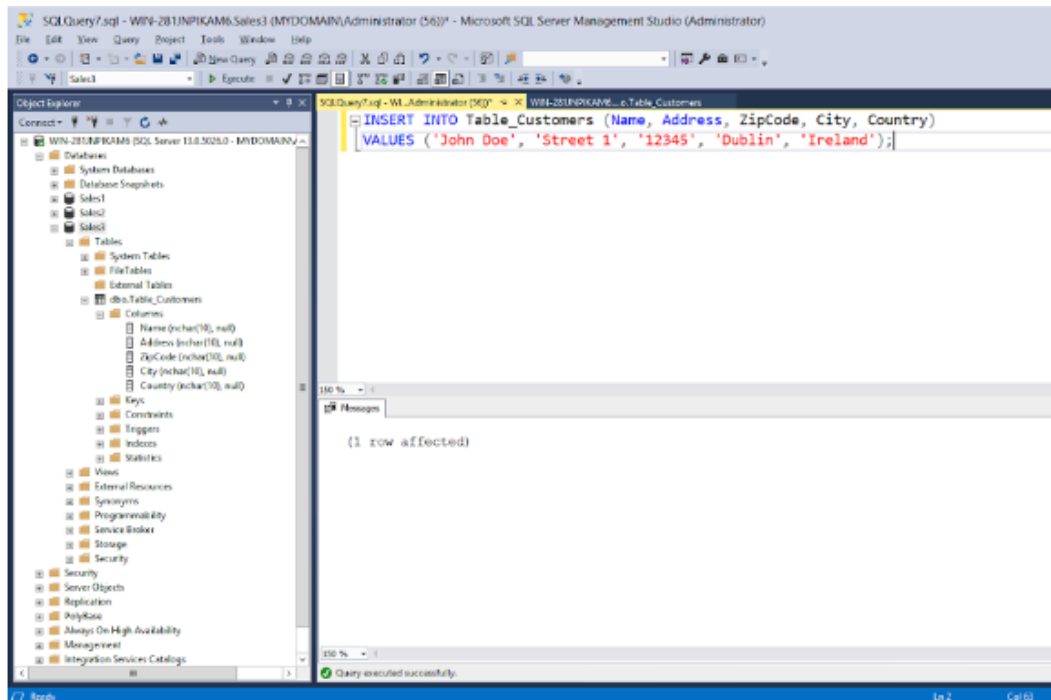 SQLQuery7.sql - WIN-281JNPIKAM6.Sales3 (MYDOMAIN\Administrator (56))* - Microsoft SQL Server Management Studio (Administrator)
File Edit View Query Project Tools Window Help
New Query
Sales3 Execute
Object Explorer
SQLQuery7.sql - WI...Administrator (56))* WIN-281JNPIKAM6....o.Table_Customers
Connect
WIN-281JNPIKAM6 (SQL Server 13.0.5026.0 - MYDOMAIN\
Databases
System Databases
Database Snapshots
Sales1
Sales2
Sales3
Tables
System Tables
FileTables
External Tables
dbo.Table_Customers
Columns
Name (nchar(10), null)
Address (nchar(10), null)
ZipCode (nchar(10), null)
City (nchar(10), null)
Country (nchar(10), null)
Keys
Constraints
Triggers
Indexes
Statistics
Views
External Resources
Synonyms
Programmability
Service Broker
Storage
Security
Security
Server Objects
Replication
PolyBase
Always On High Availability
Management
Integration Services Catalogs
INSERT INTO Table_Customers (Name, Address, ZipCode, City, Country)
VALUES ('John Doe', 'Street 1', '12345', 'Dublin', 'Ireland');
150 %
Messages
(1 row affected)
150 %
Query executed successfully.
Ready Ln 2 Col 63